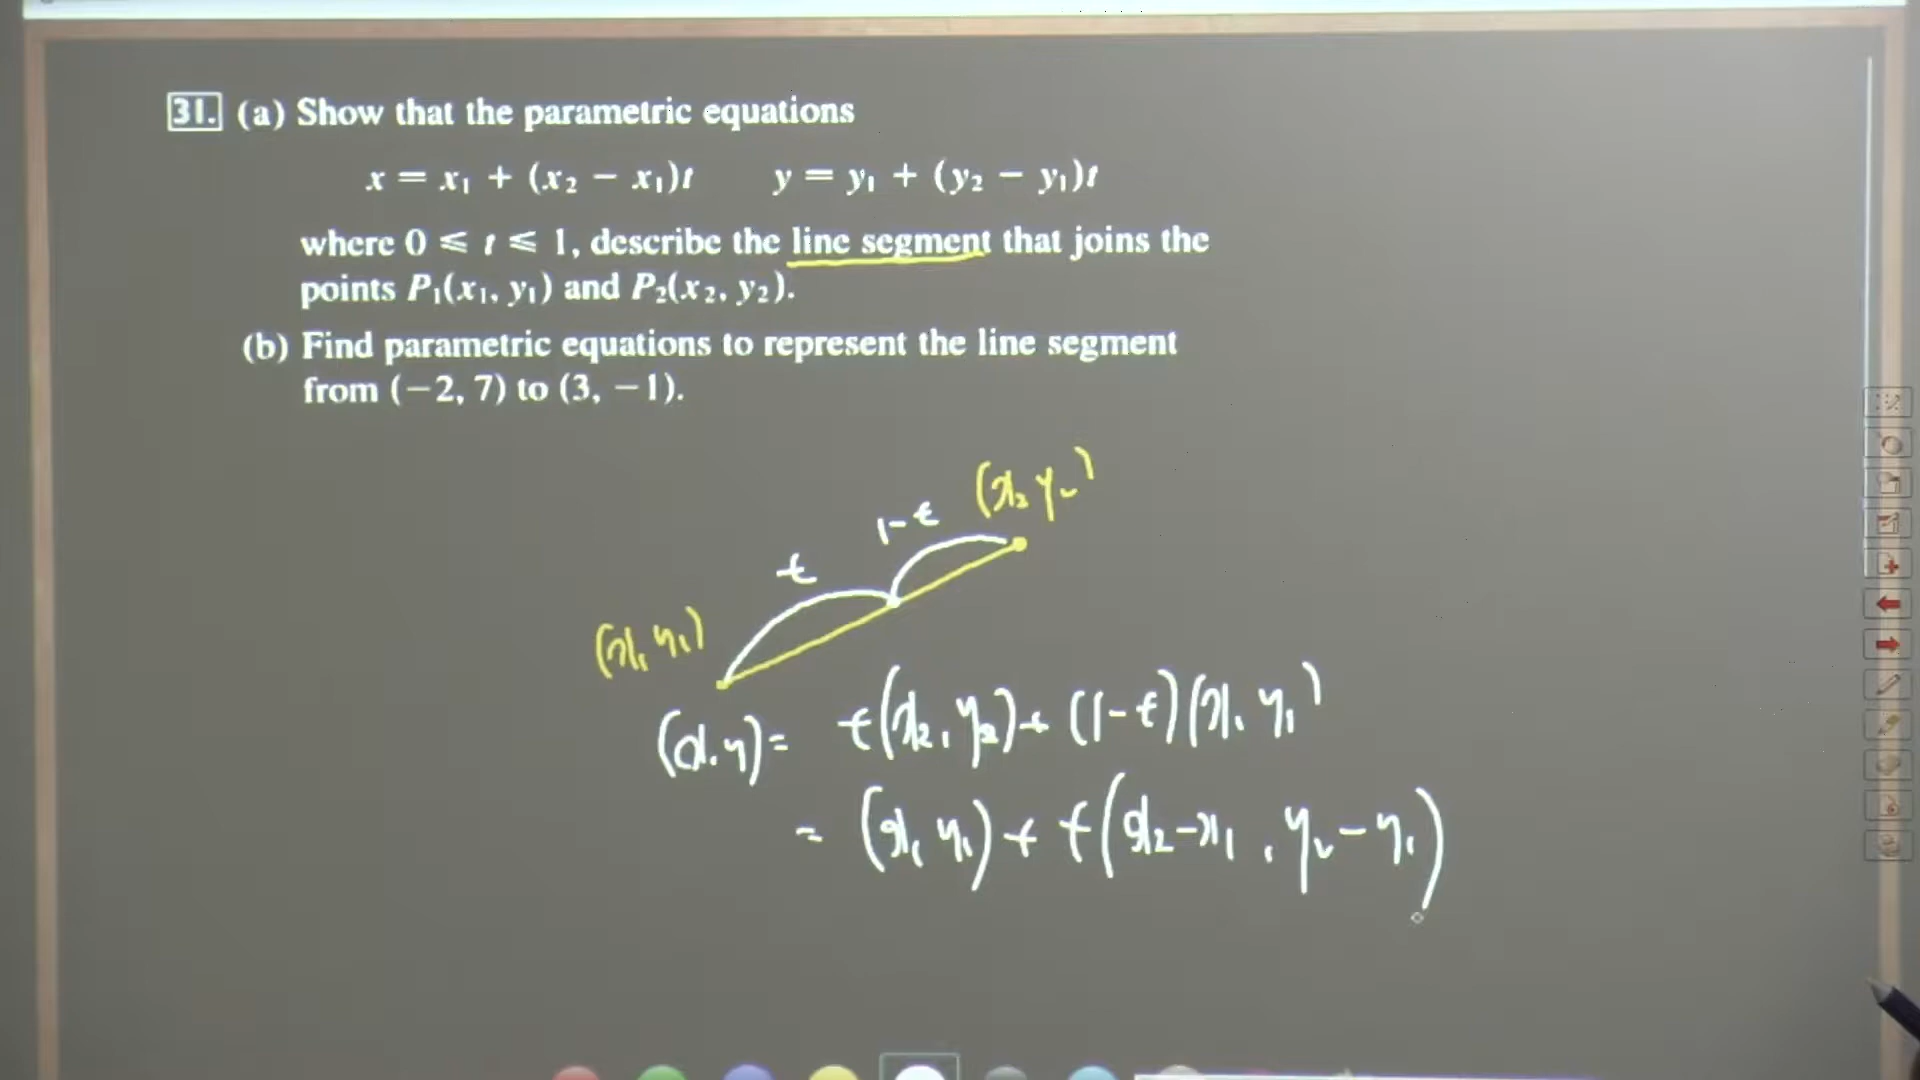 31. (a) Show that the parametric equations
x = x₁ + (x₂ − x₁)t y = y₁ + (y₂ − y₁)t
where 0 ⩽ t ⩽ 1, describe the line segment that joins the
points P₁(x₁, y₁) and P₂(x₂, y₂).
(b) Find parametric equations to represent the line segment
from (−2, 7) to (3, −1).
(x₂ y₂)
1-t
t
(x₁ y₁)
(x.y)= t(x₂, y₂)+(1-t)(x₁ y₁)
= (x₁ y₁)+t(x₂-x₁, y₂-y₁)